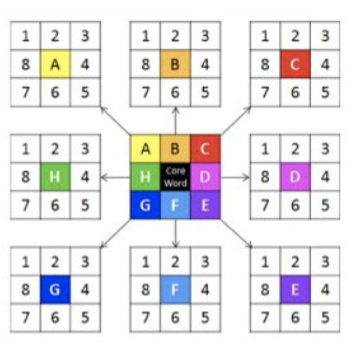 1 2 3 1 2 3 1 2 3
8 A 4 8 B 4 8 C 4
7 6 5 7 6 5 7 6 5
A B C
1 2 3 H Core Word D 1 2 3
8 H 4 8 D 4
7 6 5 G F E 7 6 5
1 2 3 1 2 3 1 2 3
8 G 4 8 F 4 8 E 4
7 6 5 7 6 5 7 6 5